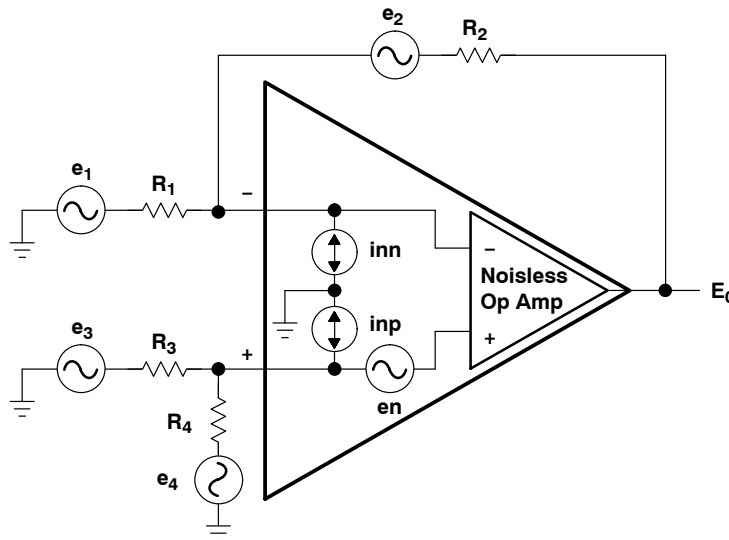 e2
R2
e1
R1
−
inn
−
Noisless
Op Amp
E0
inp
+
e3
R3
+
en
R4
e4